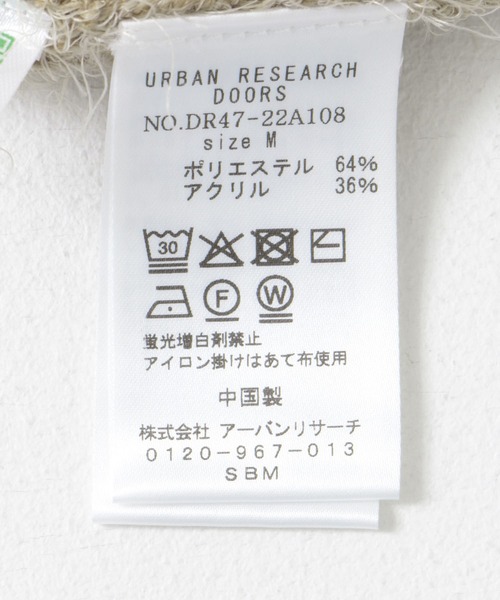 URBAN RESEARCH
DOORS
NO.DR47-22A108
size M
ポリエステル 64%
アクリル 36%
30
F W
蛍光増白剤禁止
アイロン掛けはあて布使用
中国製
株式会社 アーバンリサーチ
0120-967-013
SBM